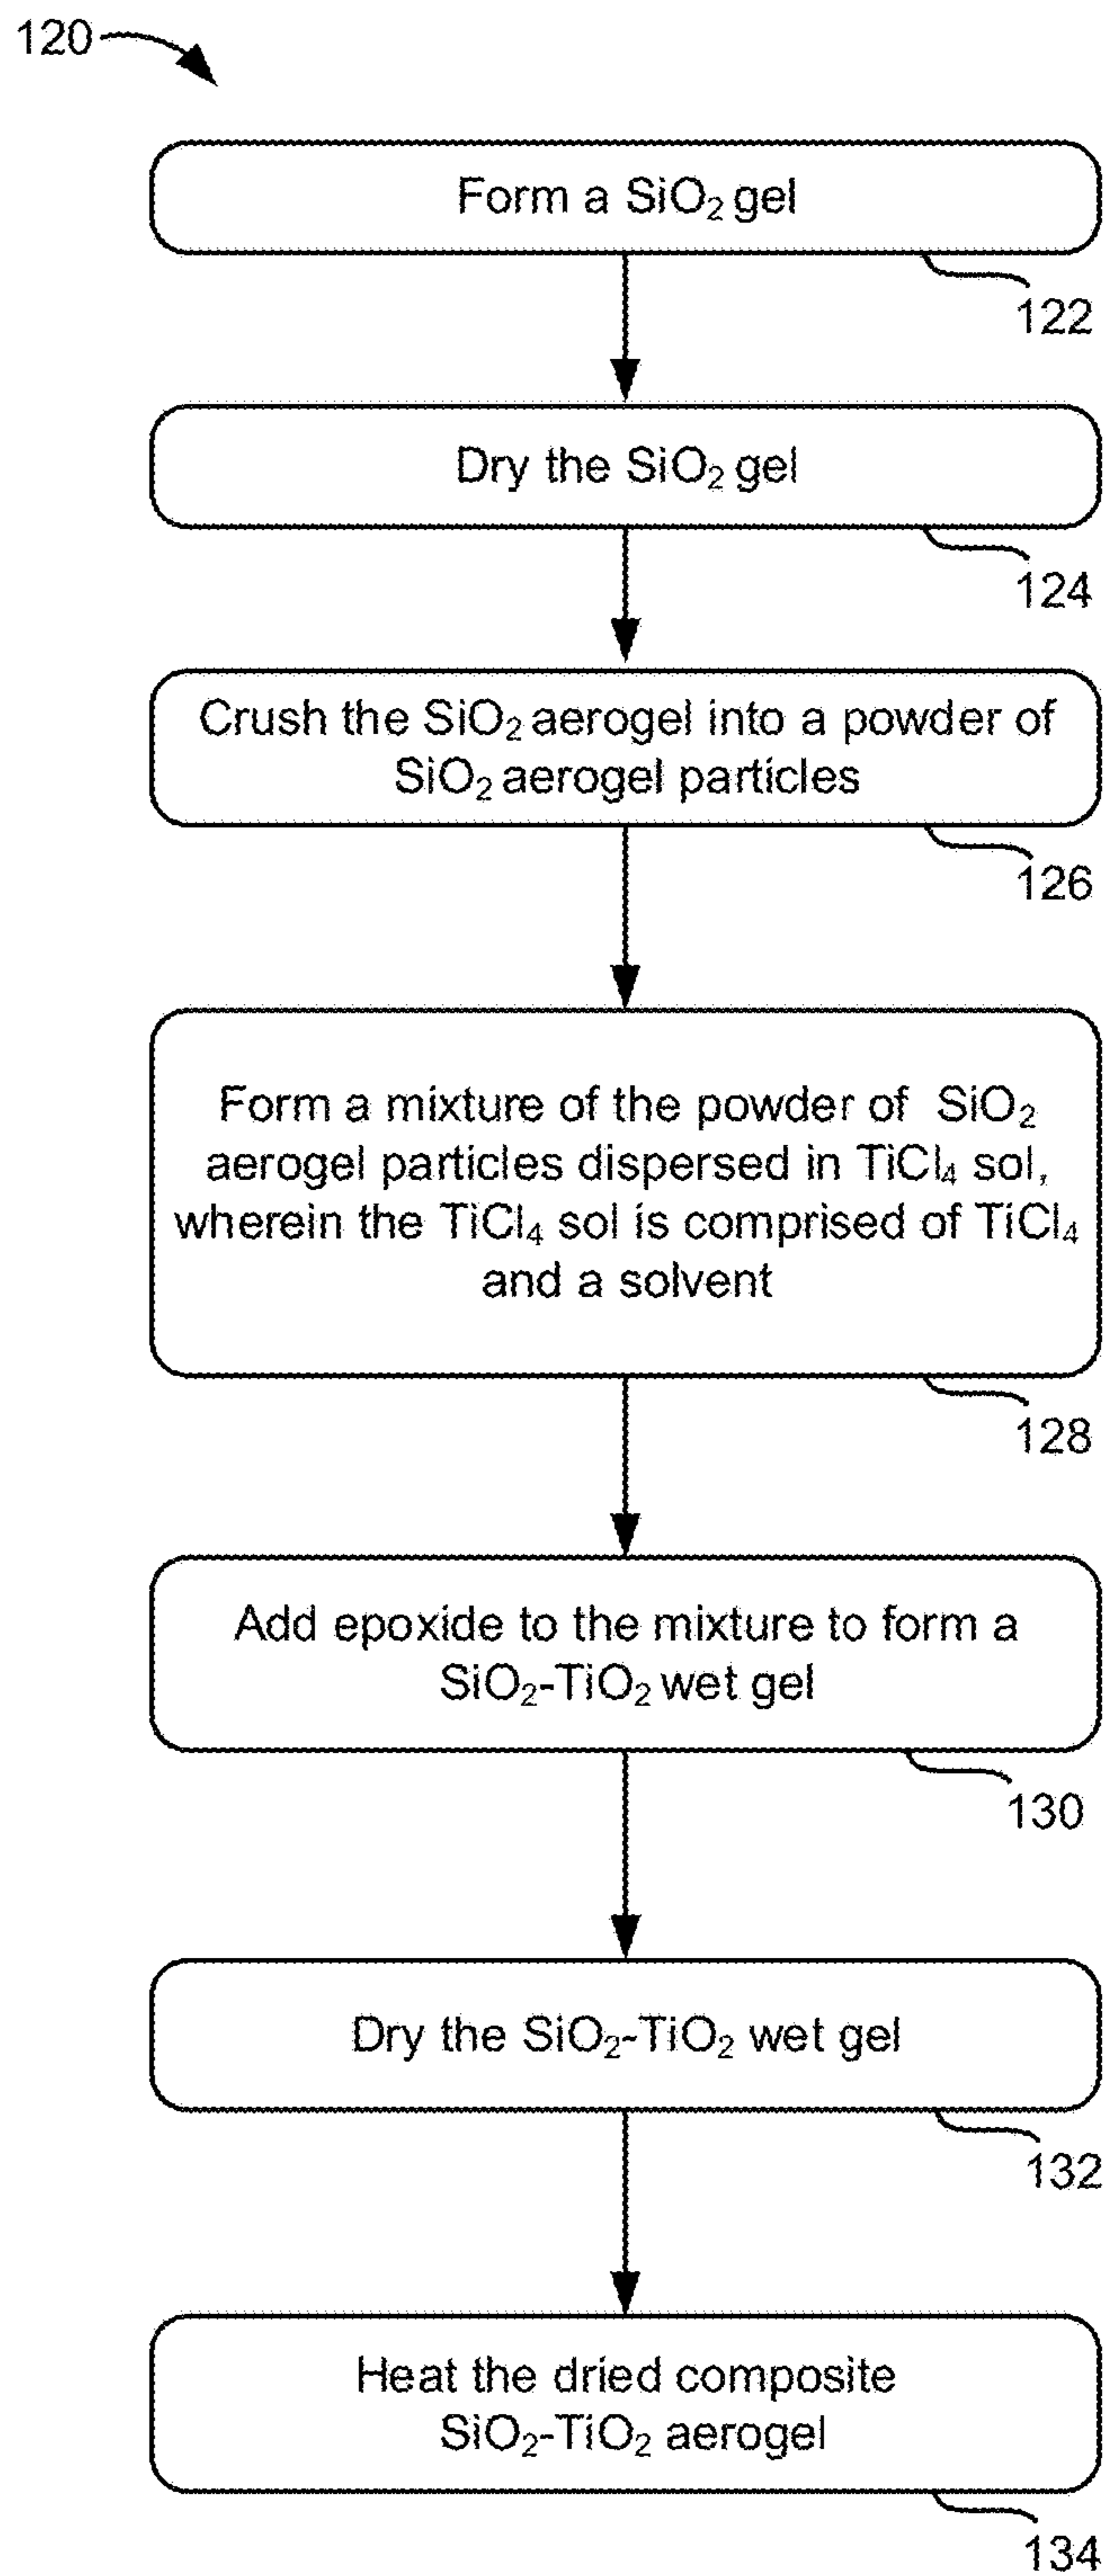 120
Form a SiO₂ gel
122
Dry the SiO₂ gel
124
Crush the SiO₂ aerogel into a powder of
SiO₂ aerogel particles
126
Form a mixture of the powder of  SiO₂
aerogel particles dispersed in TiCl₄ sol,
wherein the TiCl₄ sol is comprised of TiCl₄
and a solvent
128
Add epoxide to the mixture to form a
SiO₂-TiO₂ wet gel
130
Dry the SiO₂-TiO₂ wet gel
132
Heat the dried composite
SiO₂-TiO₂ aerogel
134